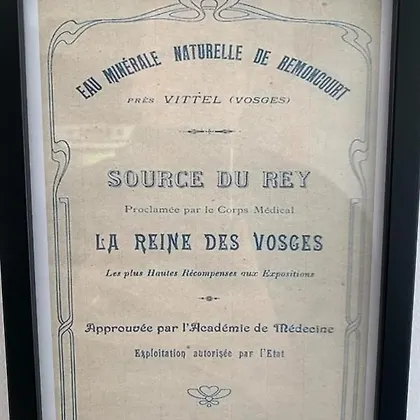 EAU MINÉRALE NATURELLE DE REMONCOURT
PRÈS VITTEL (VOSGES)
SOURCE DU REY
Proclamée par le Corps Médical
LA REINE DES VOSGES
Les plus Hautes Récompenses aux Expositions
Approuvée par l'Académie de Médecine
Exploitation autorisée par l'Etat